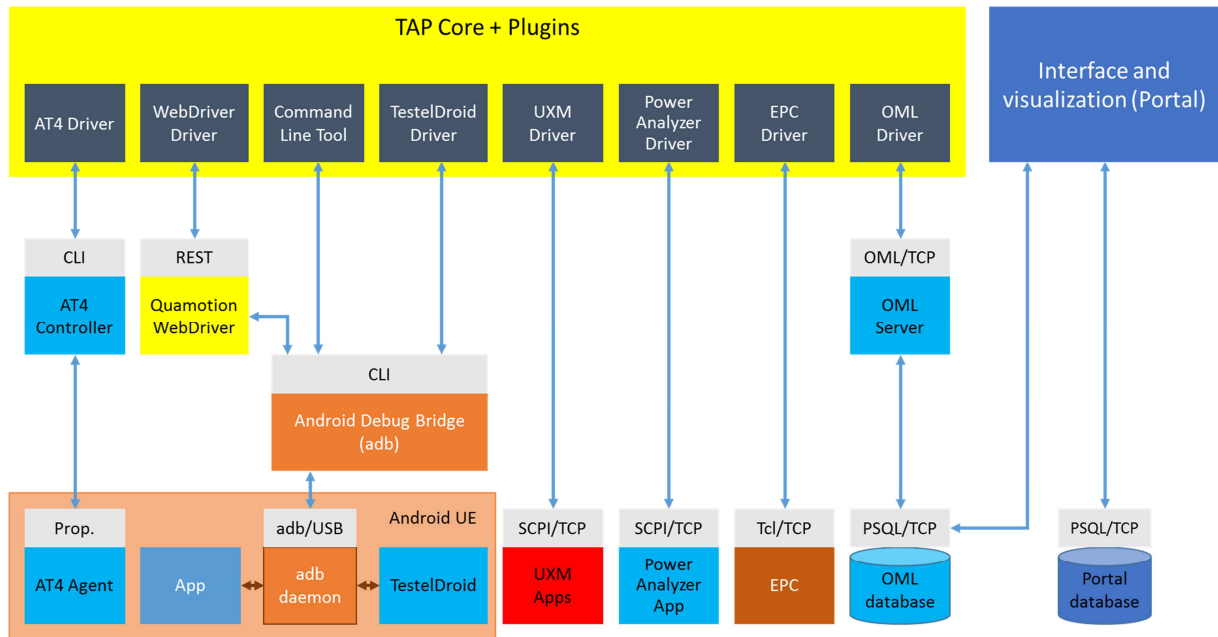 TAP Core + Plugins
Interface and
visualization (Portal)
AT4 Driver
WebDriver
Driver
Command
Line Tool
TestelDroid
Driver
UXM
Driver
Power
Analyzer
Driver
EPC
Driver
OML
Driver
CLI
AT4
Controller
REST
Quamotion
WebDriver
OML/TCP
OML
Server
CLI
Android Debug Bridge
(adb)
Android UE
Prop.
AT4 Agent
App
adb/USB
adb
daemon
TestelDroid
SCPI/TCP
UXM
Apps
SCPI/TCP
Power
Analyzer
App
Tcl/TCP
EPC
PSQL/TCP
OML
database
PSQL/TCP
Portal
database